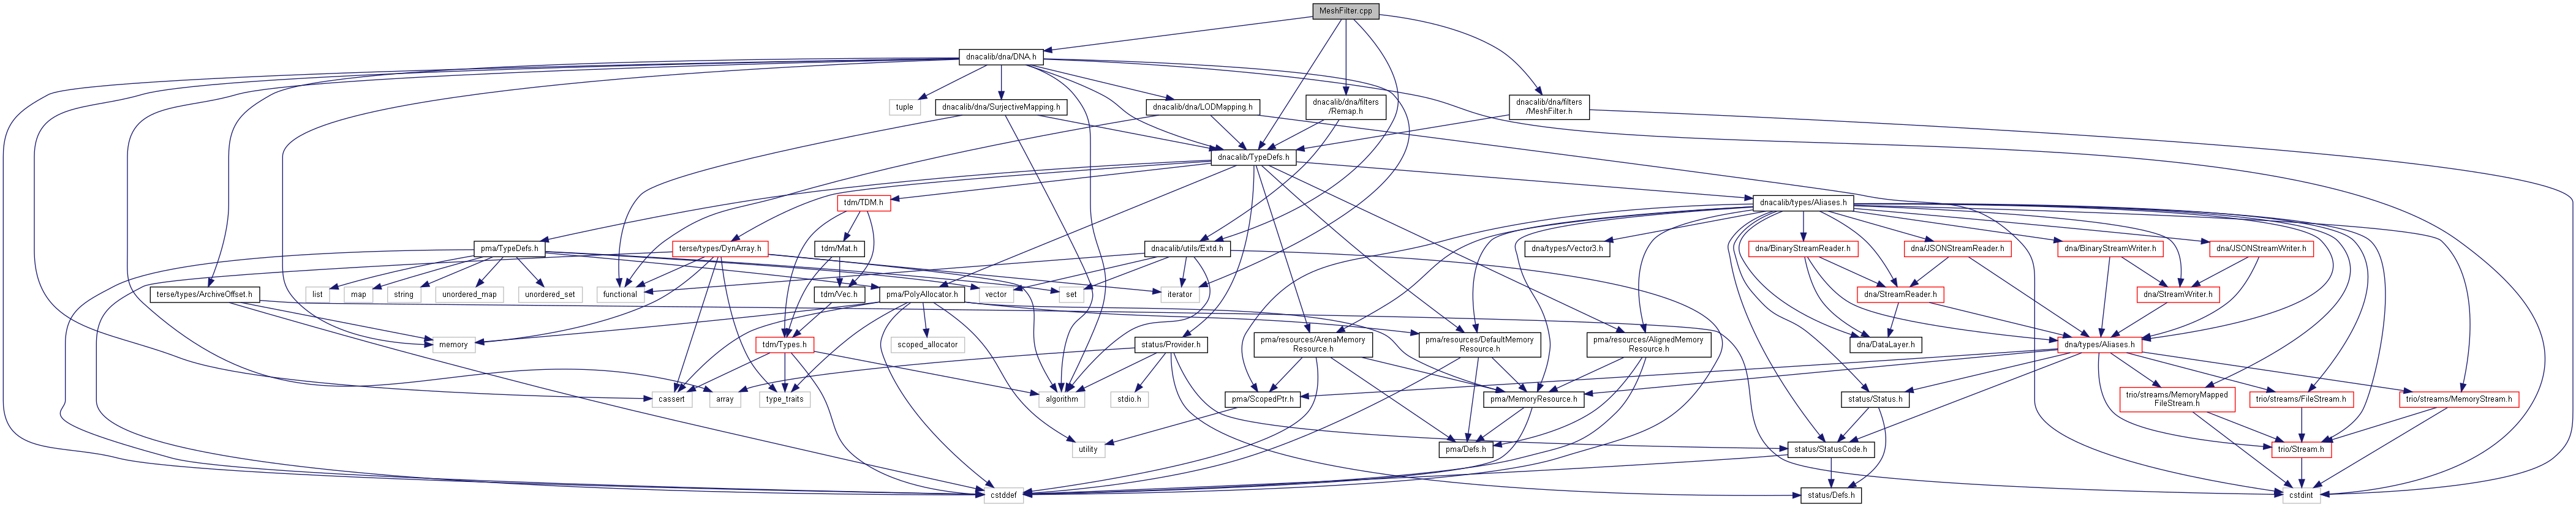 MeshFilter.cpp
dnacalib/dna/DNA.h
tuple
dnacalib/dna/SurjectiveMapping.h
dnacalib/dna/LODMapping.h
dnacalib/dna/filters
/Remap.h
dnacalib/dna/filters
/MeshFilter.h
dnacalib/TypeDefs.h
tdm/TDM.h
dnacalib/types/Aliases.h
pma/TypeDefs.h
terse/types/DynArray.h
tdm/Mat.h
dnacalib/utils/Extd.h
dna/types/Vector3.h
dna/BinaryStreamReader.h
dna/JSONStreamReader.h
dna/BinaryStreamWriter.h
dna/JSONStreamWriter.h
terse/types/ArchiveOffset.h
list
map
string
unordered_map
unordered_set
functional
tdm/Vec.h
pma/PolyAllocator.h
vector
set
iterator
dna/StreamReader.h
dna/StreamWriter.h
memory
tdm/Types.h
scoped_allocator
status/Provider.h
pma/resources/ArenaMemory
Resource.h
pma/resources/DefaultMemory
Resource.h
pma/resources/AlignedMemory
Resource.h
dna/DataLayer.h
dna/types/Aliases.h
cassert
array
type_traits
stdio.h
algorithm
pma/ScopedPtr.h
pma/MemoryResource.h
status/Status.h
trio/streams/MemoryMapped
FileStream.h
trio/streams/FileStream.h
trio/streams/MemoryStream.h
utility
pma/Defs.h
status/StatusCode.h
trio/Stream.h
cstddef
status/Defs.h
cstdint